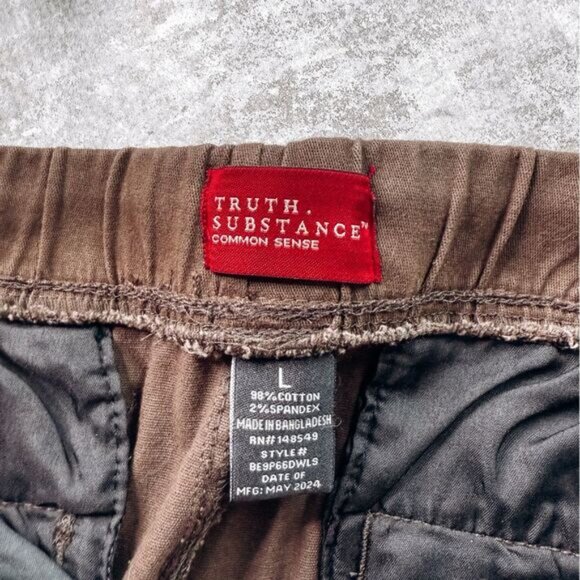 TRUTH.
SUBSTANCE™
COMMON SENSE
L
98%COTTON
2%SPANDEX
MADE IN BANGLADESH
RN# 148549
STYLE#
BE9P66DWLS
DATE OF
MFG: MAY 2024